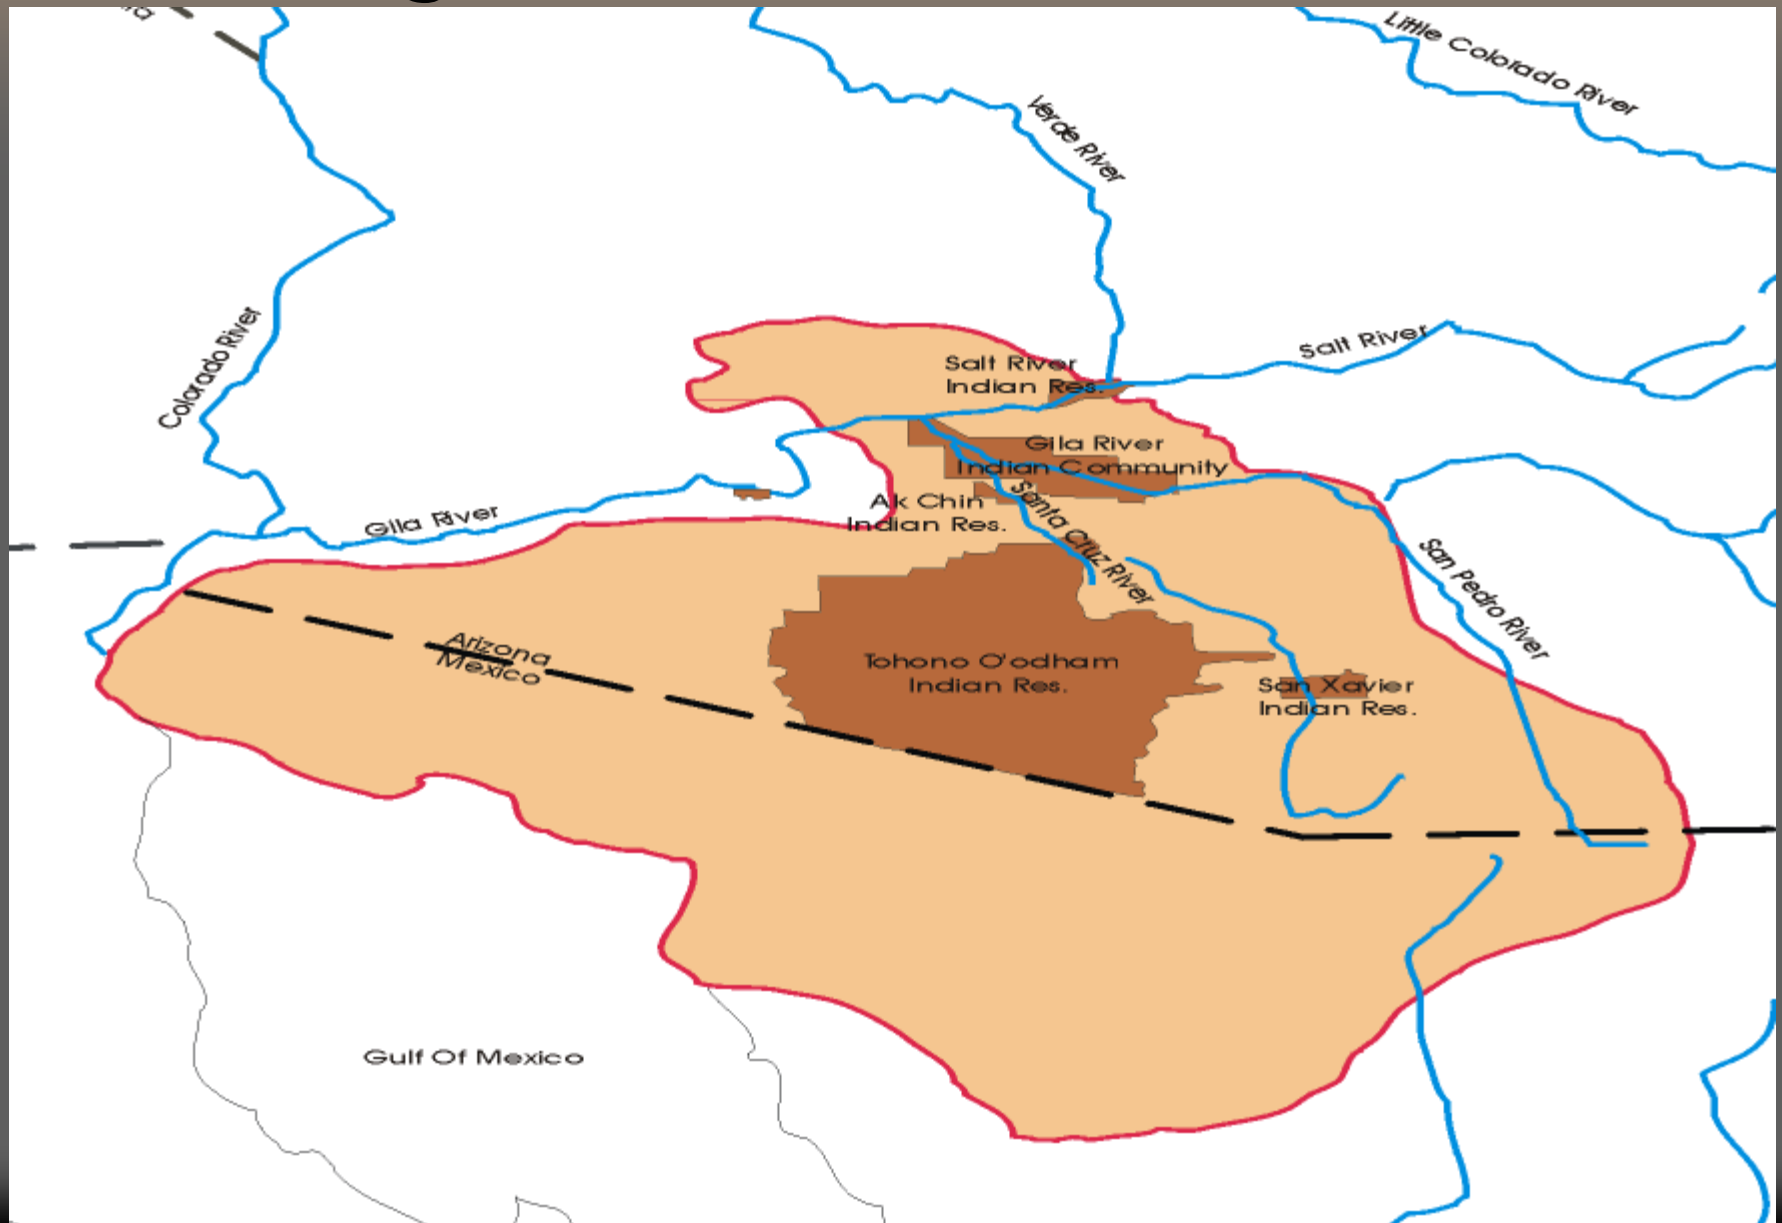 Little Colorado River
Verde River
Colorado River
Salt River
Salt River
Indian Res.
Gila River
Indian Community
Ak Chin
Indian Res.
Santa Cruz River
Gila River
San Pedro River
Arizona
Mexico
Tohono O'odham
Indian Res.
San Xavier
Indian Res.
Gulf Of Mexico